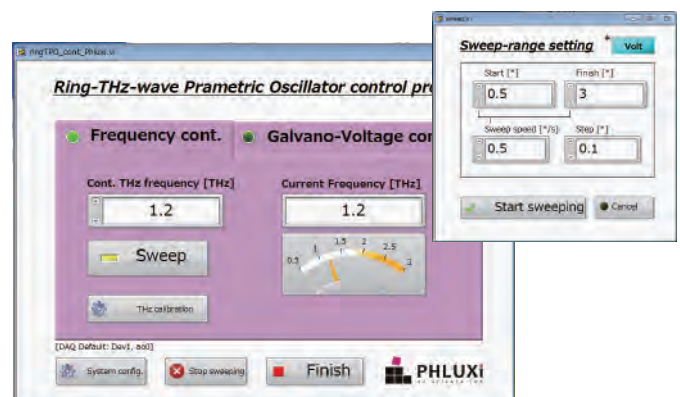 ringTPO_cont_Phluxi.vi
Ring-THz-wave Prametric Oscillator control pr
Frequency cont.
Galvano-Voltage con
Cont. THz frequency [THz]
1.2
Sweep
THz calibration
Current Frequency [THz]
1.2
0.5 1 1.5 2 2.5 3
[DAQ Default: Dev1, ao0]
System config.
Stop sweeping
Finish
PHLUXi
Sweep-range setting
* Volt
Start [*]
0.5
Finish [*]
3
Sweep speed [*/s]
0.5
Step [*]
0.1
Start sweeping
Cancel